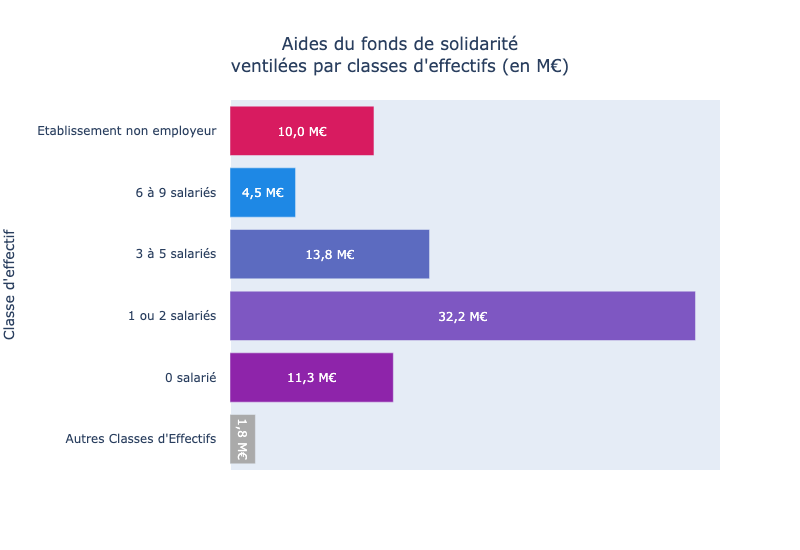 Aides du fonds de solidarité
ventilées par classes d'effectifs (en M€)
Classe d'effectif
Etablissement non employeur
10,0 M€
6 à 9 salariés
4,5 M€
3 à 5 salariés
13,8 M€
1 ou 2 salariés
32,2 M€
0 salarié
11,3 M€
Autres Classes d'Effectifs
1,8 M€